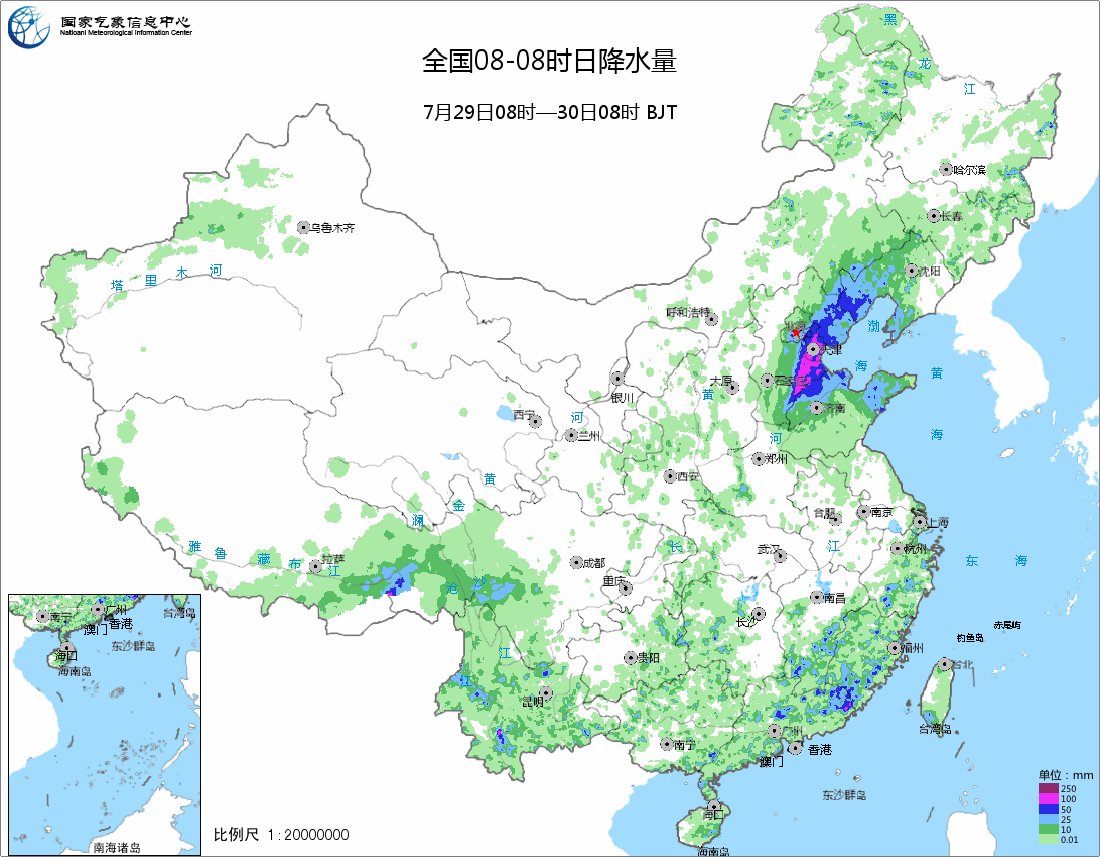 国家气象信息中心
Naitioanl Meteorological Information Center
全国08-08时日降水量
7月29日08时—30日08时 BJT
黑
龙
江
哈尔滨
长春
乌鲁木齐
塔 里 木 河
沈阳
呼和浩特
北京
渤
天津
海
黄
太原
石家庄
银川
黄
济南
西宁
河
兰州
河
海
郑州
西安
黄
金
澜
合肥
南京
上海
雅 鲁 藏 布 江
拉萨
长
武汉
江
杭州
东 海
成都
重庆
沧
沙
南昌
长沙
赤尾屿
钓鱼岛
江
贵阳
福州
台北
江
昆明
广州
台湾岛
南宁
香港
澳门
海口
海南岛
东沙群岛
南宁
广州
台湾岛
澳门
香港
海口
东沙群岛
海南岛
南海诸岛
比例尺 1:20000000
单位：mm
250
100
50
25
10
0.01